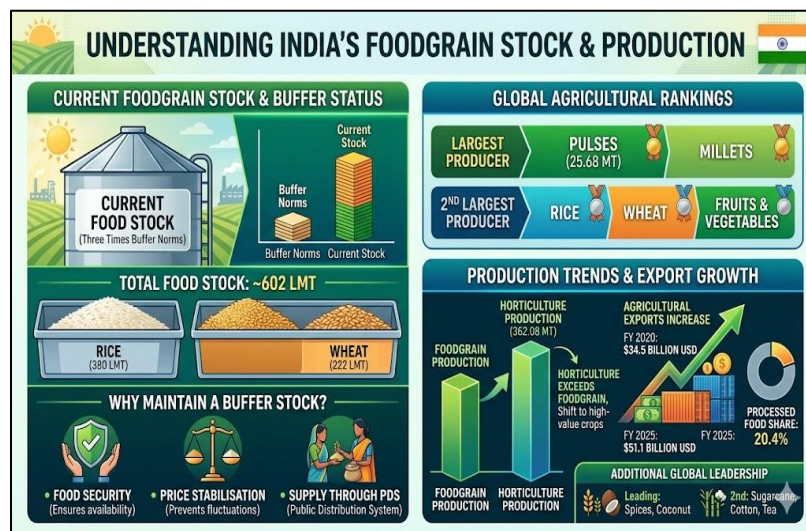 UNDERSTANDING INDIA'S FOODGRAIN STOCK & PRODUCTION
CURRENT FOODGRAIN STOCK & BUFFER STATUS
CURRENT
FOOD STOCK
(Three Times Buffer Norms)
Buffer
Norms
Current
Stock
Buffer Norms
Current Stock
TOTAL FOOD STOCK: ~602 LMT
RICE
(380 LMT)
WHEAT
(222 LMT)
WHY MAINTAIN A BUFFER STOCK?
• FOOD SECURITY
(Ensures availability)
• PRICE STABILISATION
(Prevents fluctuations)
• SUPPLY THROUGH PDS
(Public Distribution System)
GLOBAL AGRICULTURAL RANKINGS
LARGEST
PRODUCER
PULSES
(25.68 MT)
MILLETS
2ND LARGEST
PRODUCER
RICE
WHEAT
FRUITS &
VEGETABLES
PRODUCTION TRENDS & EXPORT GROWTH
FOODGRAIN
PRODUCTION
HORTICULTURE
PRODUCTION
(362.08 MT)
HORTICULTURE
EXCEEDS
FOODGRAIN,
Shift to high-
value crops
FOODGRAIN
PRODUCTION
HORTICULTURE
PRODUCTION
AGRICULTURAL
EXPORTS INCREASE
FY 2020:
$34.5 BILLION USD
FY 2025:
$51.1 BILLION USD
FY 2025:
PROCESSED
FOOD SHARE:
20.4%
ADDITIONAL GLOBAL LEADERSHIP
Leading:
Spices, Coconut
2nd: Sugarcane,
Cotton, Tea